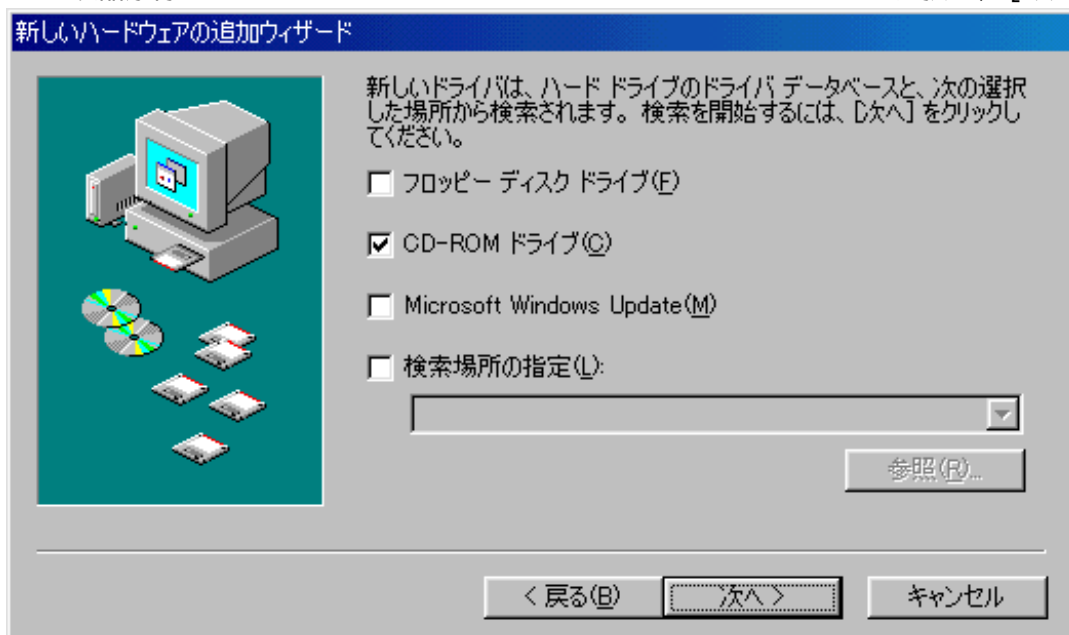 新しいハードウェアの追加ウィザード
新しいドライバは、ハード ドライブのドライバ データベースと、次の選択
した場所から検索されます。検索を開始するには、[次へ] をクリックし
てください。
フロッピー ディスク ドライブ(F)
CD-ROM ドライブ(C)
Microsoft Windows Update(M)
検索場所の指定(L):
参照(R)...
< 戻る(B)
次へ >
キャンセル